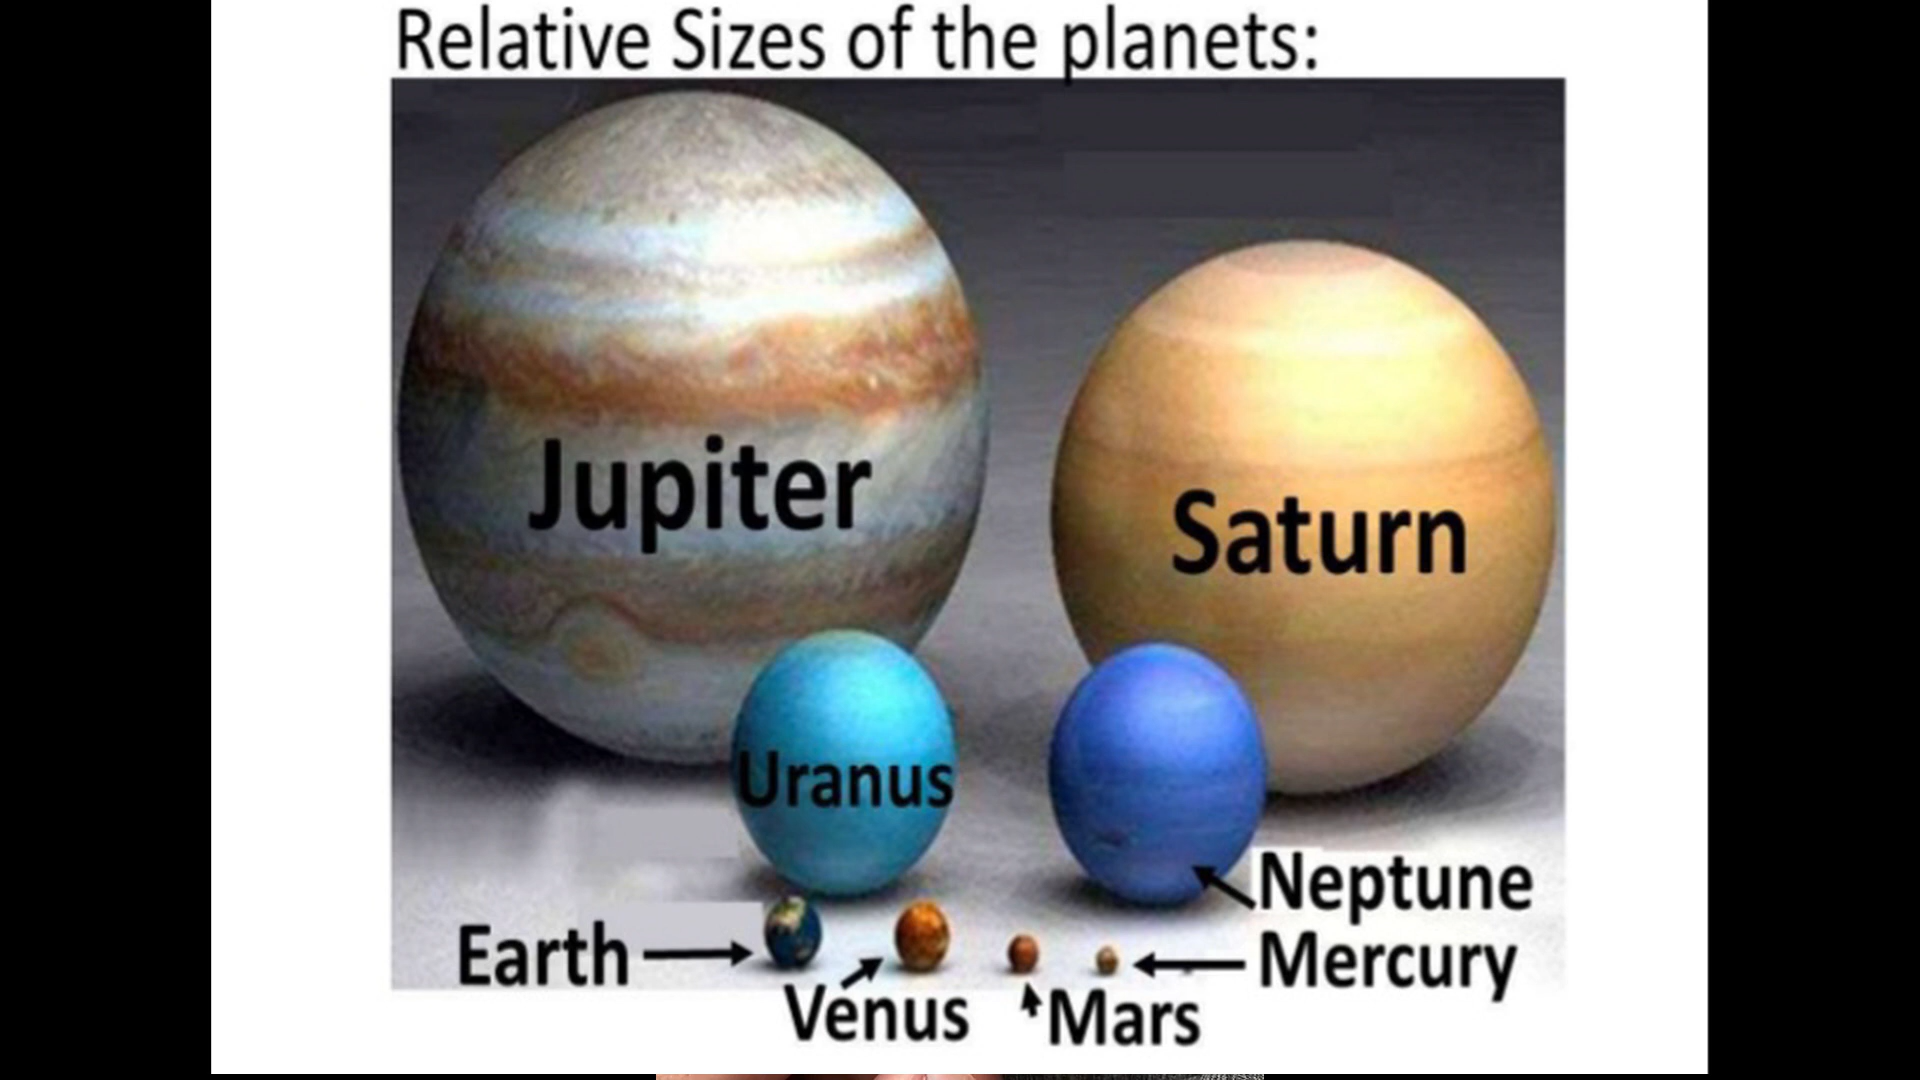 Relative Sizes of the planets:
Jupiter
Saturn
Uranus
Neptune
Earth
Mercury
Venus
Mars